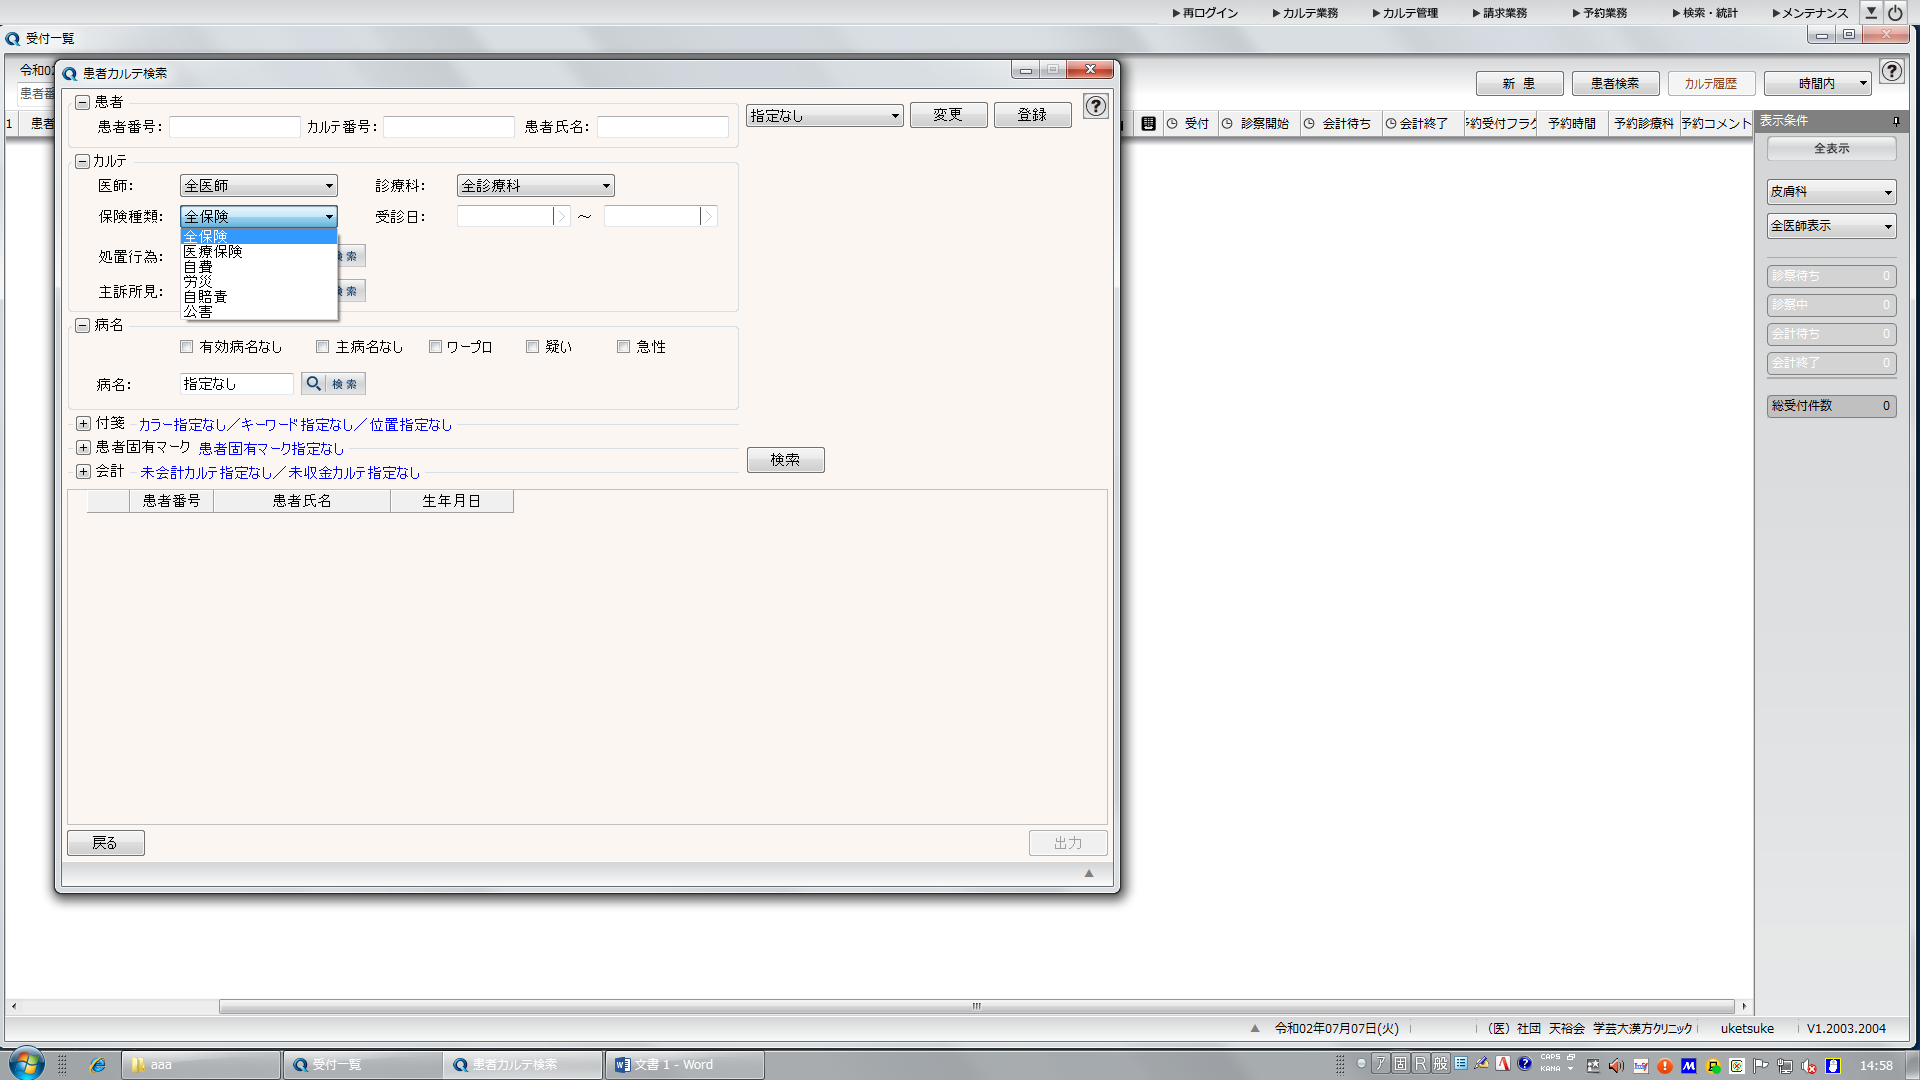 ▶再ログイン ▶カルテ業務 ▶カルテ管理 ▶請求業務 ▶予約業務 ▶検索・統計 ▶メンテナンス
受付一覧
令和02
新 患 患者検索 カルテ履歴 時間内
患者カルテ検索
患者
患者番号: カルテ番号: 患者氏名:
指定なし 変更 登録
1 患者
受付 診察開始 会計待ち 会計終了 予約受付フラグ 予約時間 予約診療科 予約コメント
表示条件
全表示
皮膚科
全医師表示
診察待ち 0
診察中 0
会計待ち 0
会計終了 0
総受付件数 0
カルテ
医師: 全医師 診療科: 全診療科
保険種類: 全保険 受診日: ～
全保険
医療保険
自費
労災
自賠責
公害
処置行為: 検索
主訴所見: 検索
病名
有効病名なし 主病名なし ワープロ 疑い 急性
病名: 指定なし 検索
付箋 カラー指定なし／キーワード指定なし／位置指定なし
患者固有マーク 患者固有マーク指定なし
会計 未会計カルテ指定なし／未収金カルテ指定なし
検索
患者番号 患者氏名 生年月日
戻る 出力
令和02年07月07日(火) （医）社団 天裕会 学芸大漢方クリニック uketsuke V1.2003.2004
aaa 受付一覧 患者カルテ検索 文書 1 - Word
ア 固 R 般 CAPS KANA 14:58